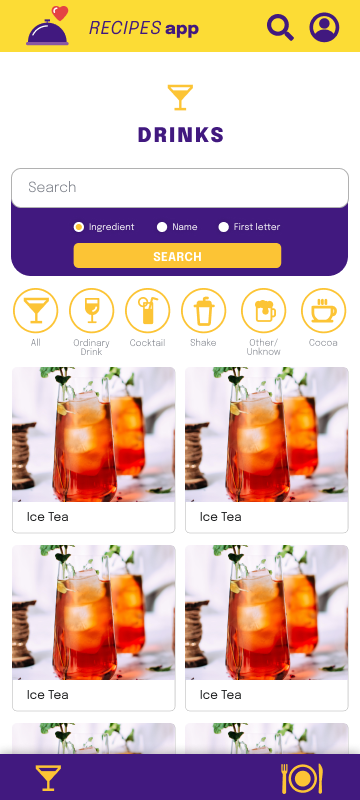 RECIPES app
DRINKS
Search
Ingredient Name First letter
SEARCH
All Ordinary Drink Cocktail Shake Other/ Unknow Cocoa
Ice Tea Ice Tea
Ice Tea Ice Tea